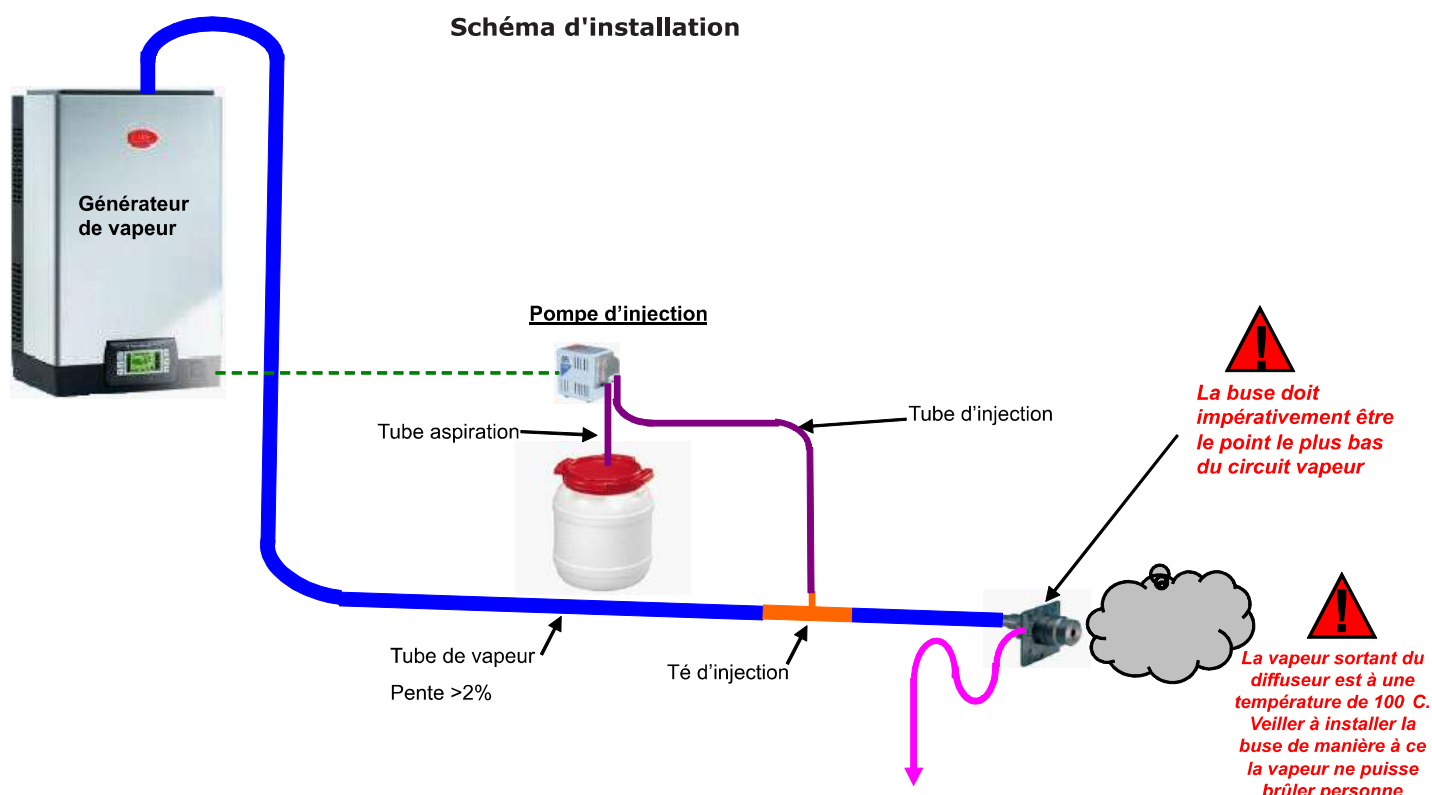 Schéma d'installation
Générateur
de vapeur
Pompe d'injection
Tube aspiration
Tube d'injection
La buse doit
impérativement être
le point le plus bas
du circuit vapeur
Tube de vapeur
Pente >2%
Té d'injection
La vapeur sortant du
diffuseur est à une
température de 100 C.
Veiller à installer la
buse de manière à ce
la vapeur ne puisse
brûler personne